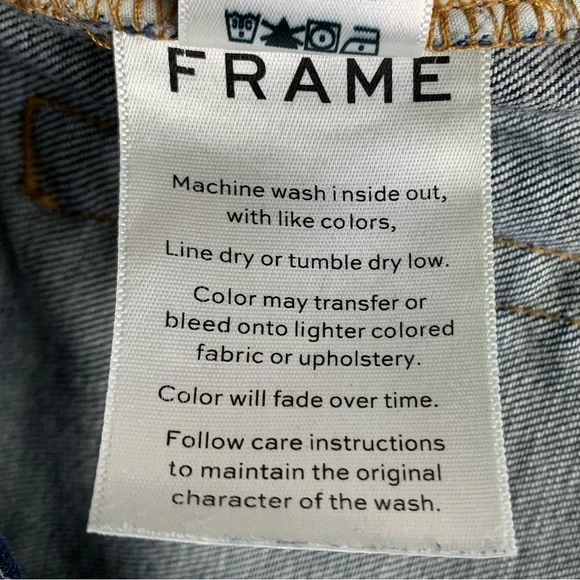 FRAME
Machine wash inside out,
with like colors,
Line dry or tumble dry low.
Color may transfer or
bleed onto lighter colored
fabric or upholstery.
Color will fade over time.
Follow care instructions
to maintain the original
character of the wash.